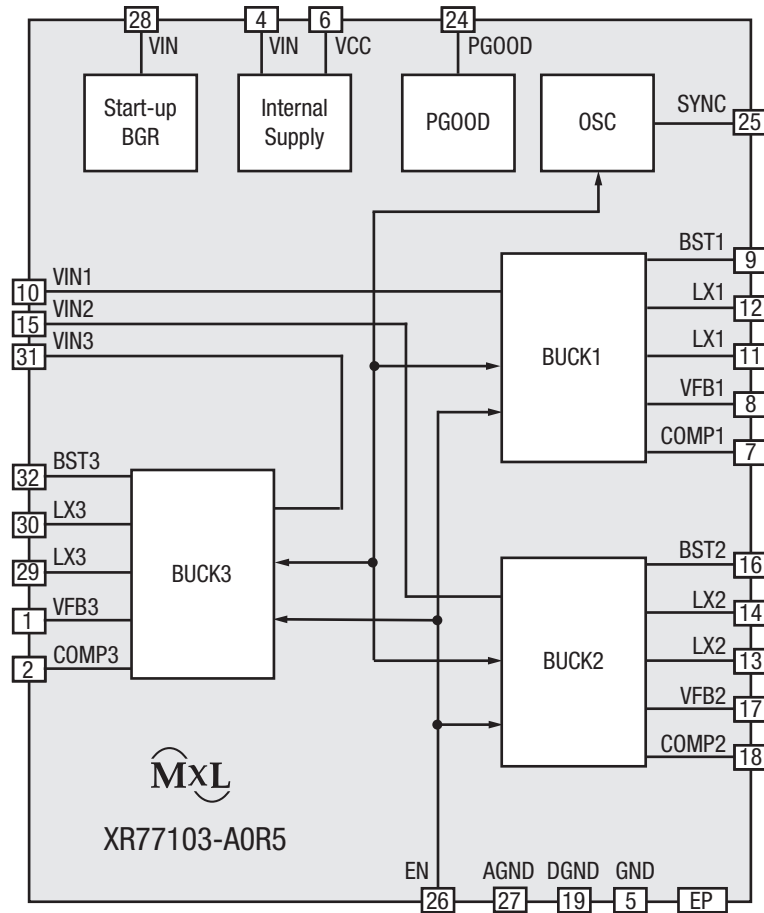 28 4 6 24
VIN VIN VCC PGOOD
Start-up
BGR
Internal
Supply
PGOOD
OSC
SYNC
25
10 VIN1
15 VIN2
31 VIN3
BUCK1
BST1 9
LX1 12
LX1 11
VFB1 8
COMP1 7
32 BST3
30 LX3
29 LX3
1 VFB3
2 COMP3
BUCK3
BUCK2
BST2 16
LX2 14
LX2 13
VFB2 17
COMP2 18
MxL
XR77103-A0R5
EN AGND DGND GND
26 27 19 5 EP